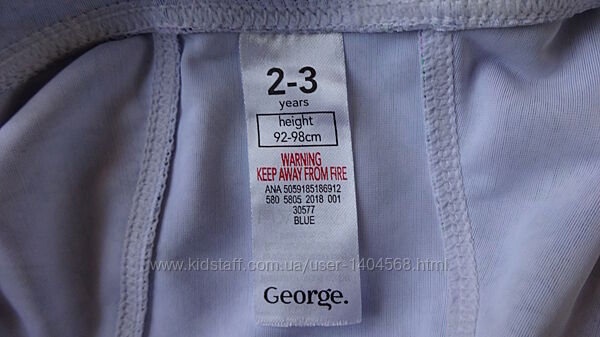 2-3
years
height
92-98cm
WARNING
KEEP AWAY FROM FIRE
ANA 5059185186912
580 5805 2018 001
30577
BLUE
© www.kidstaff.com.ua/user-1404568.html
George.